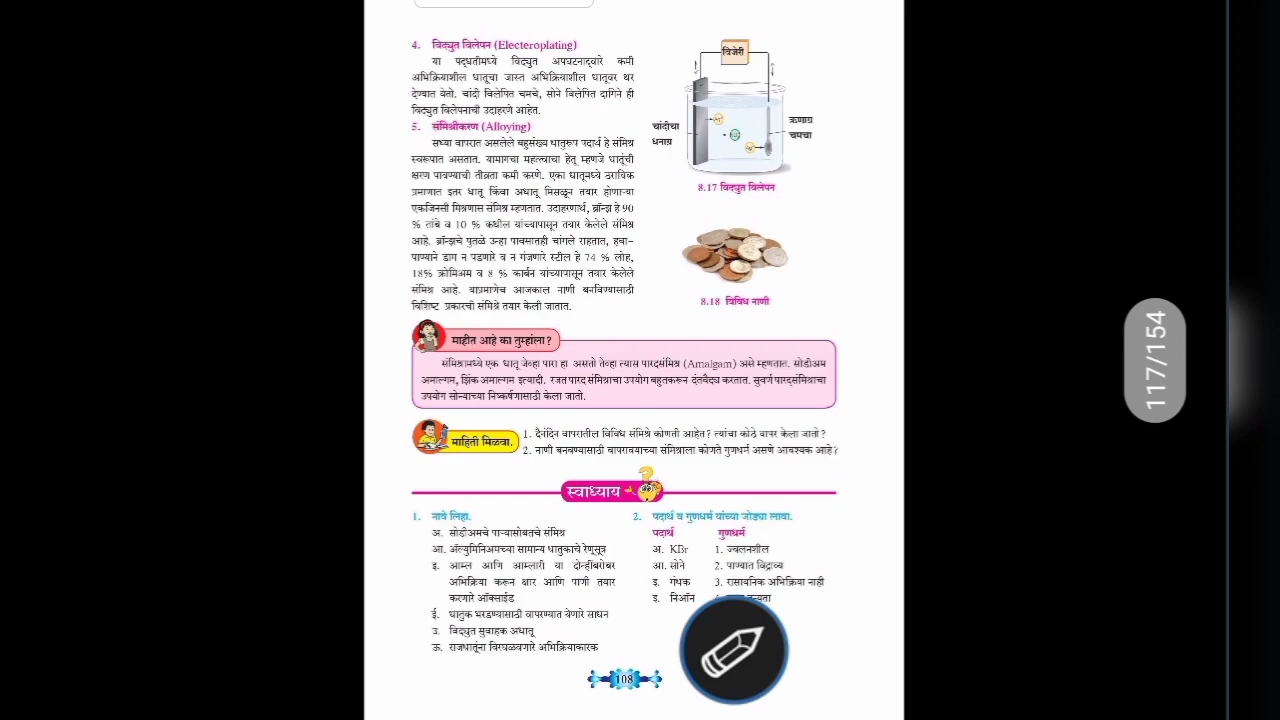 4. विद्युत विलेपन (Electeroplating)
या पद्धतीमध्ये विद्युत अपघटनाद्वारे कमी
अभिक्रियाशील धातूचा जास्त अभिक्रियाशील धातूवर थर
देण्यात येतो. चांदी विलेपित चमचे, सोने विलेपित दागिने ही
विद्युत विलेपनाची उदाहरणे आहेत.
5. संमिश्रीकरण (Alloying)
सध्या वापरात असलेले बहुसंख्य धातुरूप पदार्थ हे संमिश्र
स्वरूपात असतात. यामागचा महत्त्वाचा हेतू म्हणजे धातूंची
क्षरण पावण्याची तीव्रता कमी करणे. एका धातूमध्ये ठराविक
प्रमाणात इतर धातू किंवा अधातू मिसळून तयार होणाऱ्या
एकजिनसी मिश्रणास संमिश्र म्हणतात. उदाहरणार्थ, ब्राँन्झ हे 90
% तांबे व 10 % कथील यांच्यापासून तयार केलेले संमिश्र
आहे. ब्राँन्झचे पुतळे उन्हा पावसातही चांगले राहतात, हवा-
पाण्याने डाग न पडणारे व न गंजणारे स्टील हे 74 % लोह,
18% क्रोमिअम व 8 % कार्बन यांच्यापासून तयार केलेले
संमिश्र आहे. याप्रमाणेच आजकाल नाणी बनविण्यासाठी
विशिष्ट प्रकारची संमिश्रे तयार केली जातात.
विजेरी
चांदीचा
धनाग्र
ऋणाग्र
चमचा
8.17 विद्युत विलेपन
8.18 विविध नाणी
माहीत आहे का तुम्हांला?
संमिश्रामध्ये एक धातू जेव्हा पारा हा असतो तेव्हा त्यास पारदसंमिश्र (Amalgam) असे म्हणतात. सोडीअम
अमाल्गम, झिंक अमाल्गम इत्यादी. रजत पारद संमिश्राचा उपयोग बहुतकरून दंतवैद्य करतात. सुवर्ण पारदसंमिश्राचा
उपयोग सोन्याच्या निष्कर्षणासाठी केला जातो.
माहिती मिळवा.
1. दैनंदिन वापरातील विविध संमिश्रे कोणती आहेत? त्यांचा कोठे वापर केला जातो?
2. नाणी बनवण्यासाठी वापरावयाच्या संमिश्राला कोणते गुणधर्म असणे आवश्यक आहे?
स्वाध्याय
1. नावे लिहा.
अ. सोडीअमचे पाऱ्यासोबतचे संमिश्र
आ. ॲल्युमिनिअमच्या सामान्य धातुकाचे रेणूसूत्र
इ. आम्ल आणि आम्लारी या दोन्हींबरोबर
अभिक्रिया करून क्षार आणि पाणी तयार
करणारे ऑक्साईड
ई. धातुक भरडण्यासाठी वापरण्यात येणारे साधन
उ. विद्युत सुवाहक अधातू
ऊ. राजधातूंना विरघळवणारे अभिक्रियाकारक
2. पदार्थ व गुणधर्म यांच्या जोड्या लावा.
पदार्थ गुणधर्म
अ. KBr 1. ज्वलनशील
आ. सोने 2. पाण्यात विद्राव्य
इ. गंधक 3. रासायनिक अभिक्रिया नाही
इ. निऑन
108
117/154